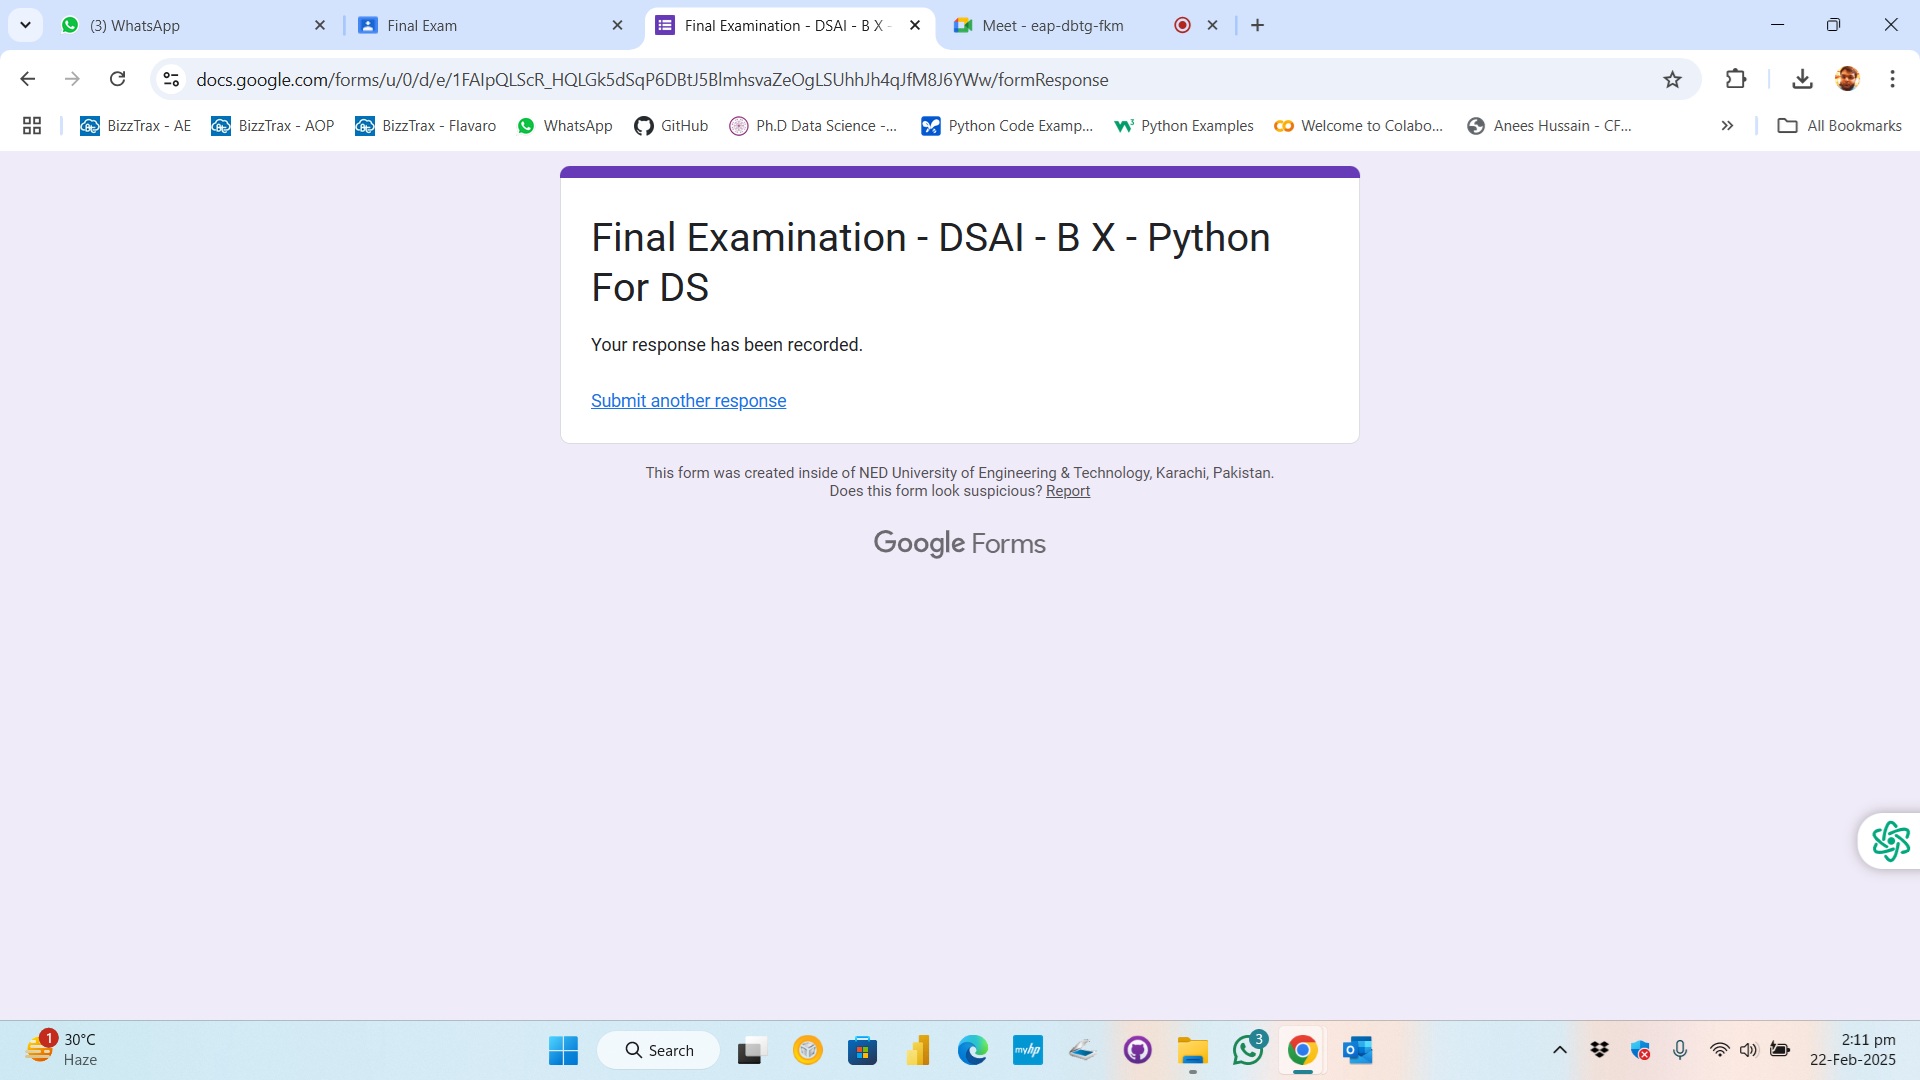 (3) WhatsApp
Final Exam
Final Examination - DSAI - B X -
Meet - eap-dbtg-fkm
docs.google.com/forms/u/0/d/e/1FAIpQLScR_HQLGk5dSqP6DBtJ5BlmhsvaZeOgLSUhhJh4qJfM8J6YWw/formResponse
BizzTrax - AE
BizzTrax - AOP
BizzTrax - Flavaro
WhatsApp
GitHub
Ph.D Data Science -...
Python Code Examp...
Python Examples
Welcome to Colabo...
Anees Hussain - CF...
All Bookmarks
Final Examination - DSAI - B X - Python
For DS
Your response has been recorded.
Submit another response
This form was created inside of NED University of Engineering & Technology, Karachi, Pakistan.
Does this form look suspicious? Report
Google Forms
1
30°C
Haze
Search
myhp
3
2:11 pm
22-Feb-2025